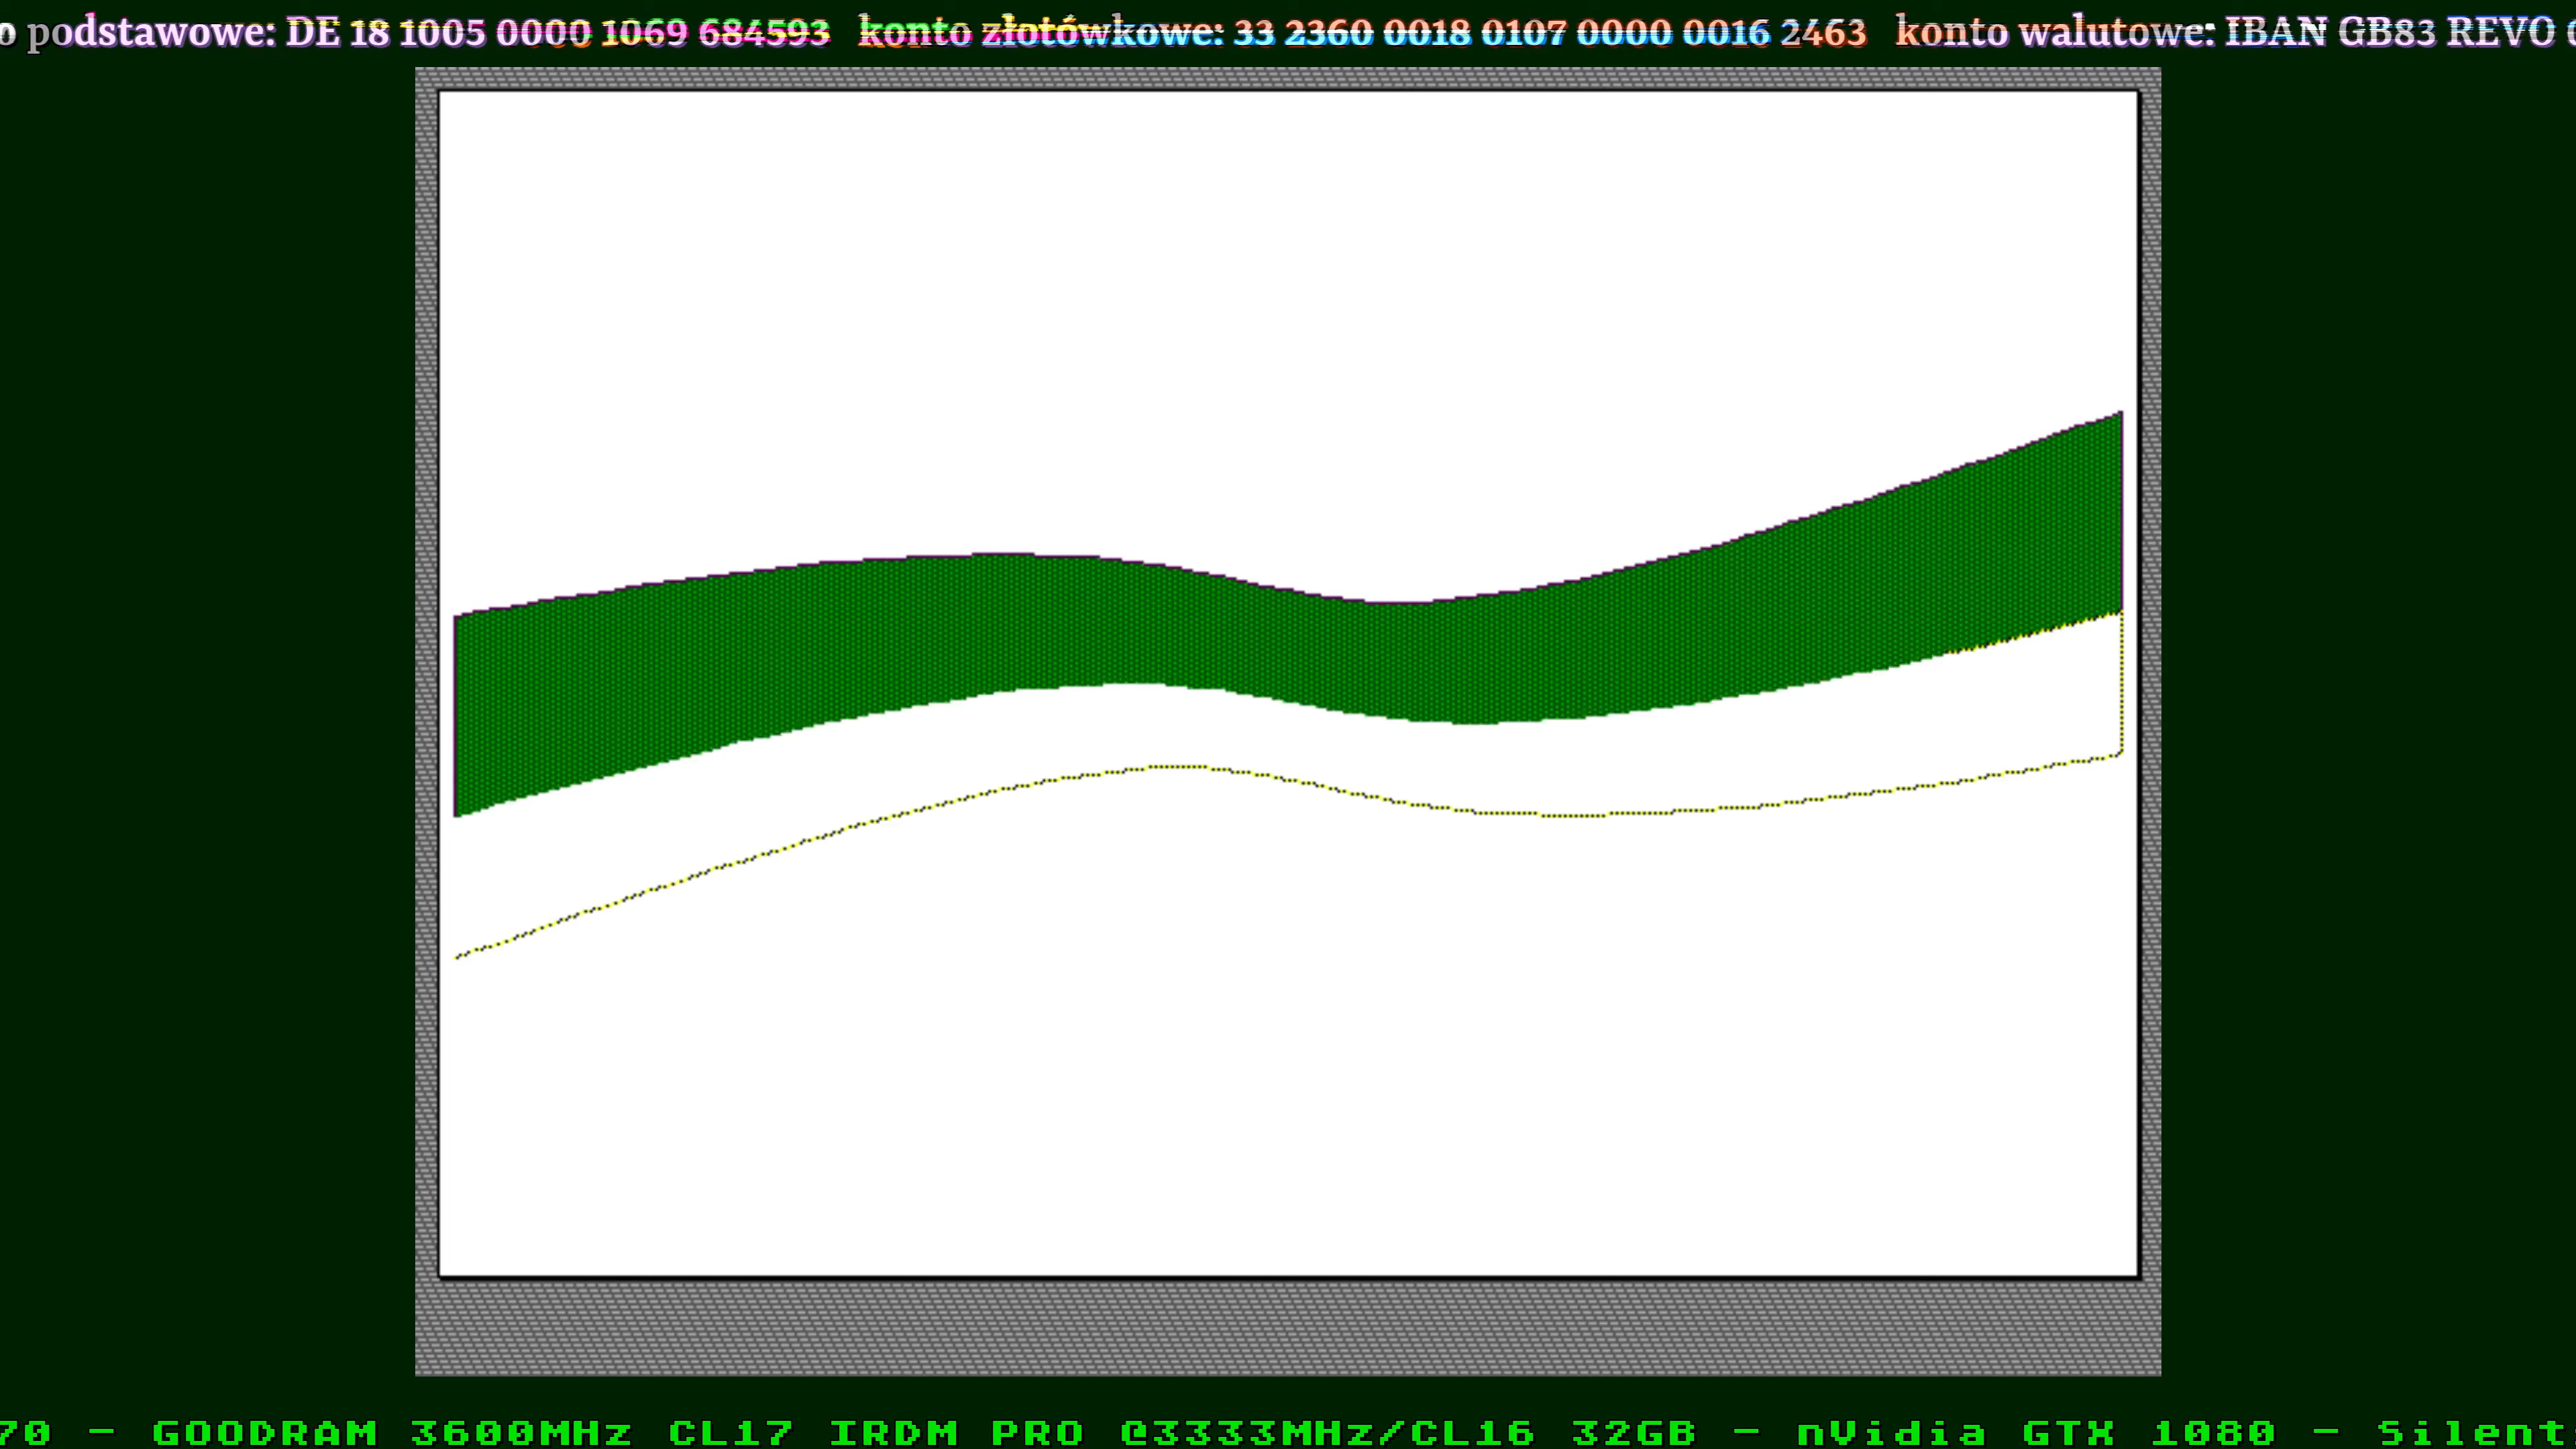 podstawowe: DE 18 1005 0000 1069 684593 konto złotówkowe: 33 2360 0018 0107 0000 0016 2463 konto walutowe: IBAN GB83 REVO
70 - GOODRAM 3600MHz CL17 IRDM PRO @3333MHz/CL16 32GB - nVidia GTX 1080 - Silent